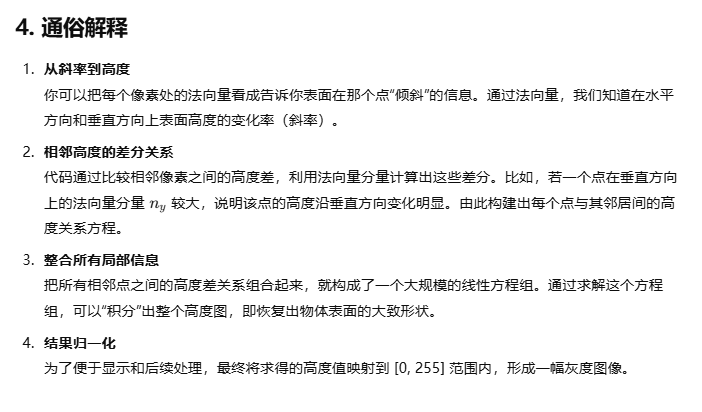 4. 通俗解释
1. 从斜率到高度
你可以把每个像素处的法向量看成告诉你表面在那个点“倾斜”的信息。通过法向量，我们知道在水平
方向和垂直方向上表面高度的变化率（斜率）。
2. 相邻高度的差分关系
代码通过比较相邻像素之间的高度差，利用法向量分量计算出这些差分。比如，若一个点在垂直方向
上的法向量分量 n_y 较大，说明该点的高度沿垂直方向变化明显。由此构建出每个点与其邻居间的高
度关系方程。
3. 整合所有局部信息
把所有相邻点之间的高度差关系组合起来，就构成了一个大规模的线性方程组。通过求解这个方程
组，可以“积分”出整个高度图，即恢复出物体表面的大致形状。
4. 结果归一化
为了便于显示和后续处理，最终将求得的高度值映射到 [0, 255] 范围内，形成一幅灰度图像。